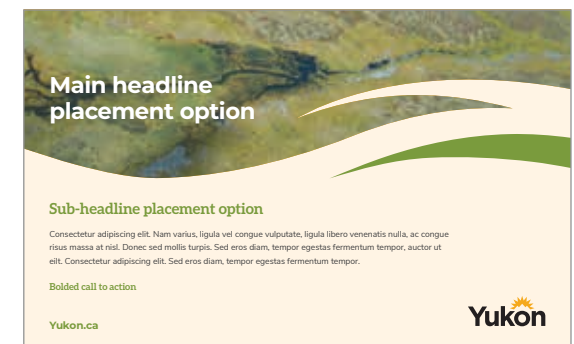 Main headline
placement option
Sub-headline placement option
Consectetur adipiscing elit. Nam varius, ligula vel congue vulputate, ligula libero venenatis nulla, ac congue
risus massa at nisl. Donec sed mollis turpis. Sed eros diam, tempor egestas fermentum tempor, auctor ut
eilt. Consectetur adipiscing elit. Sed eros diam, tempor egestas fermentum tempor.
Bolded call to action
Yukon.ca
Yukon